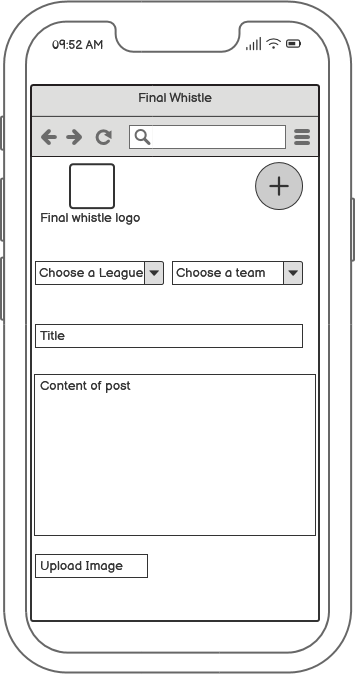 09:52 AM
Final Whistle
Final whistle logo
Choose a League
Choose a team
Title
Content of post
Upload Image